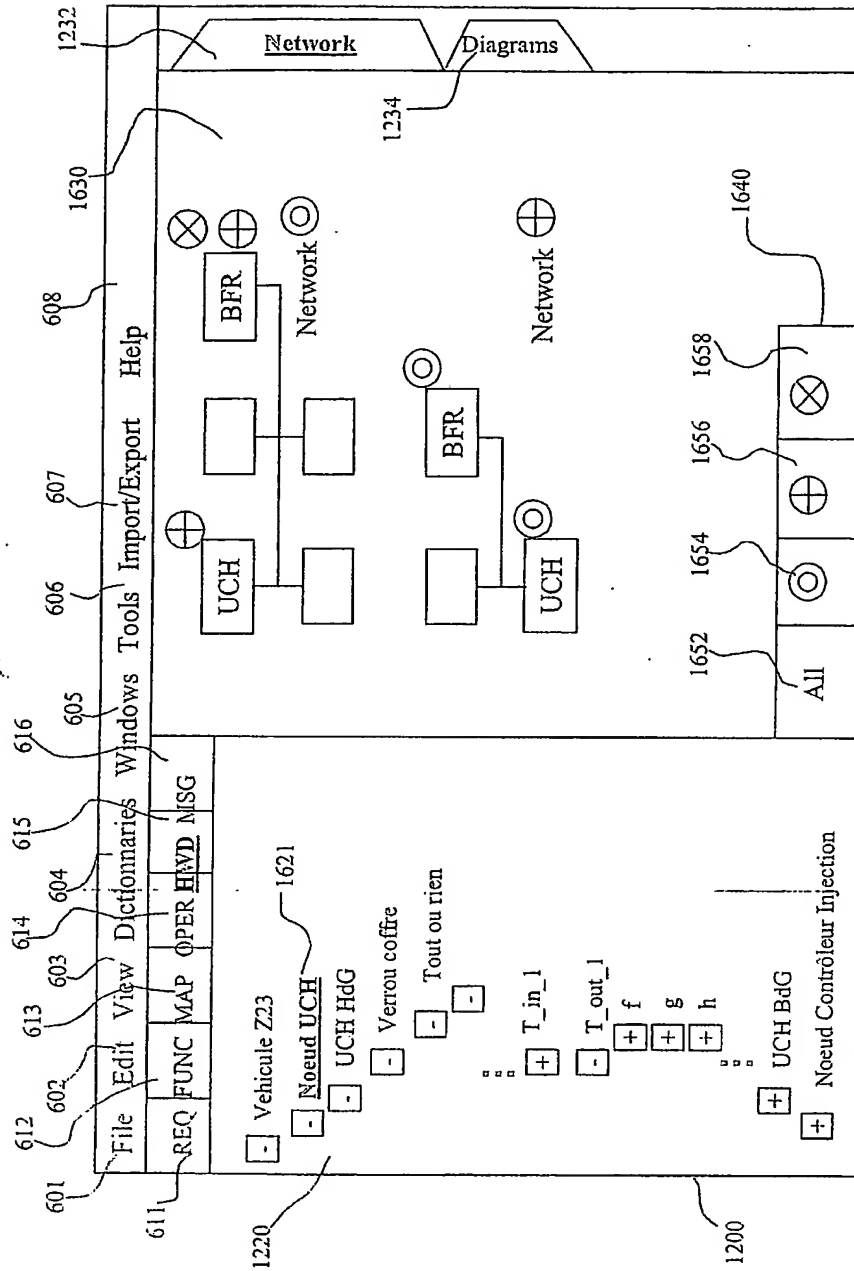 601
602
603
604
605
606
607
608
File Edit View Dictionnaries Windows Tools Import/Export Help
611
612
613
614
615
616
REQ FUNC MAP OPER HWD MSG
1220
- Vehicule Z23
- Noeud UCH
1621
- UCH HdG
- Verrou coffre
- Tout ou rien
-
+ T_in_1
- T_out_1
+ f
+ g
+ h
+ UCH BdG
+ Noeud Contrôleur Injection
1200
1630
1232
Network
Diagrams
1234
UCH
BFR
Network
BFR
UCH
Network
1652
1654
1656
1658
1640
All